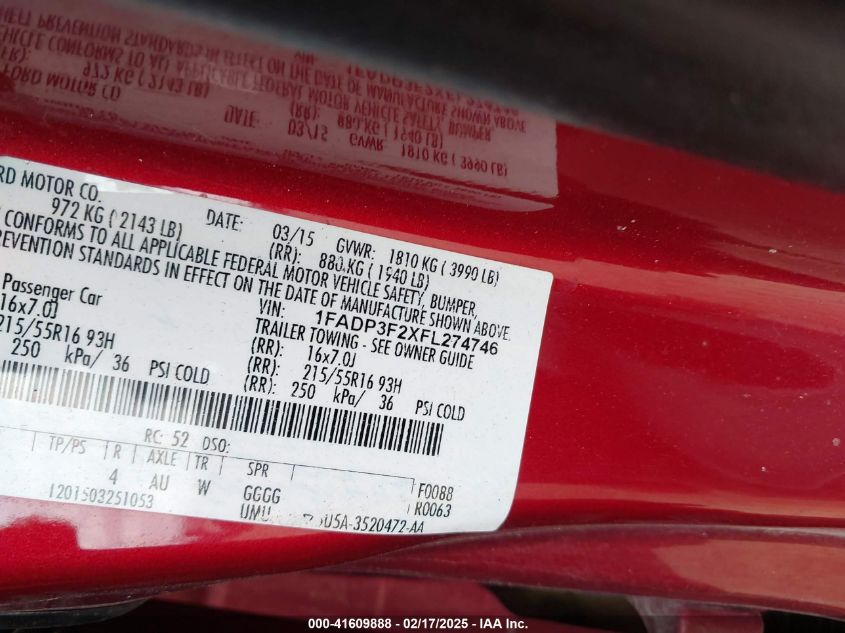 RD MOTOR CO.
DATE: 03/15 GVWR: 1810 KG ( 3990 LB)
972 KG ( 2143 LB) (RR): 880 KG ( 1940 LB)
CONFORMS TO ALL APPLICABLE FEDERAL MOTOR VEHICLE SAFETY, BUMPER,
REVENTION STANDARDS IN EFFECT ON THE DATE OF MANUFACTURE SHOWN ABOVE.
VIN: 1FADP3F2XFL274746
Passenger Car TRAILER TOWING - SEE OWNER GUIDE
16x7.0J (RR): 16x7.0J
215/55R16 93H (RR): 215/55R16 93H
250 kPa/ 36 PSI COLD (RR): 250 kPa/ 36 PSI COLD
RC: 52 DSO:
TP/PS R AXLE TR SPR
4 AU W GGGG F0088
1201503251053 UMU R0063
U5A-3520472-AA
000-41609888 - 02/17/2025 - IAA Inc.